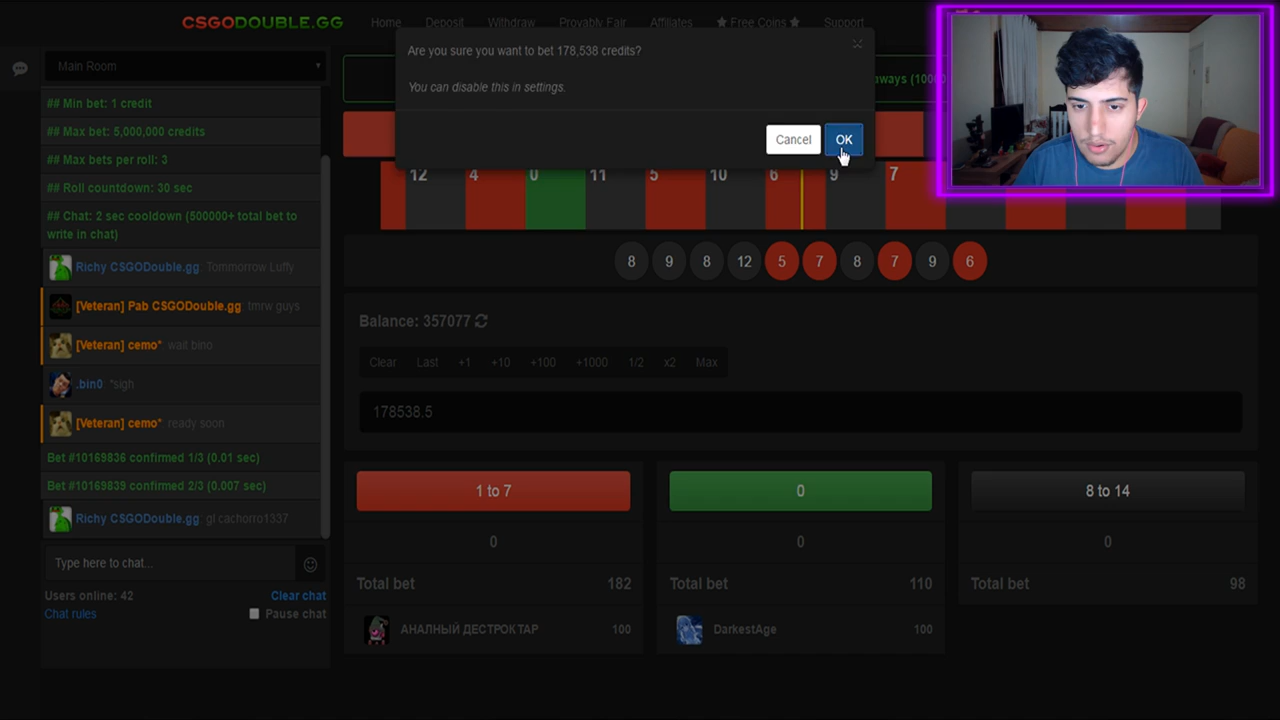 CSGODOUBLE.GG
Home Deposit Withdraw Provably Fair Affiliates ★ Free Coins ★ Support
Are you sure you want to bet 178,538 credits?
You can disable this in settings.
Cancel OK
Main Room
## Min bet: 1 credit
## Max bet: 5,000,000 credits
## Max bets per roll: 3
## Roll countdown: 30 sec
## Chat: 2 sec cooldown (500000+ total bet to
write in chat)
Richy CSGODouble.gg: Tommorrow Luffy
[Veteran] Pab CSGODouble.gg: tmrw guys
[Veteran] cemo*: wait bino
.bin0: *sigh
[Veteran] cemo*: ready soon
Bet #10169836 confirmed 1/3 (0.01 sec)
Bet #10169839 confirmed 2/3 (0.007 sec)
Richy CSGODouble.gg: gl cachorro1337
Type here to chat...
Users online: 42 Clear chat
Chat rules Pause chat
12 4 0 11 5 10 6 9 7
8 9 8 12 5 7 8 7 9 6
Balance: 357077
Clear Last +1 +10 +100 +1000 1/2 x2 Max
178538.5
1 to 7 0 8 to 14
0 0 0
Total bet 182 Total bet 110 Total bet 98
АНАЛНЫЙ ДЕСТРОКТАР 100 DarkestAge 100